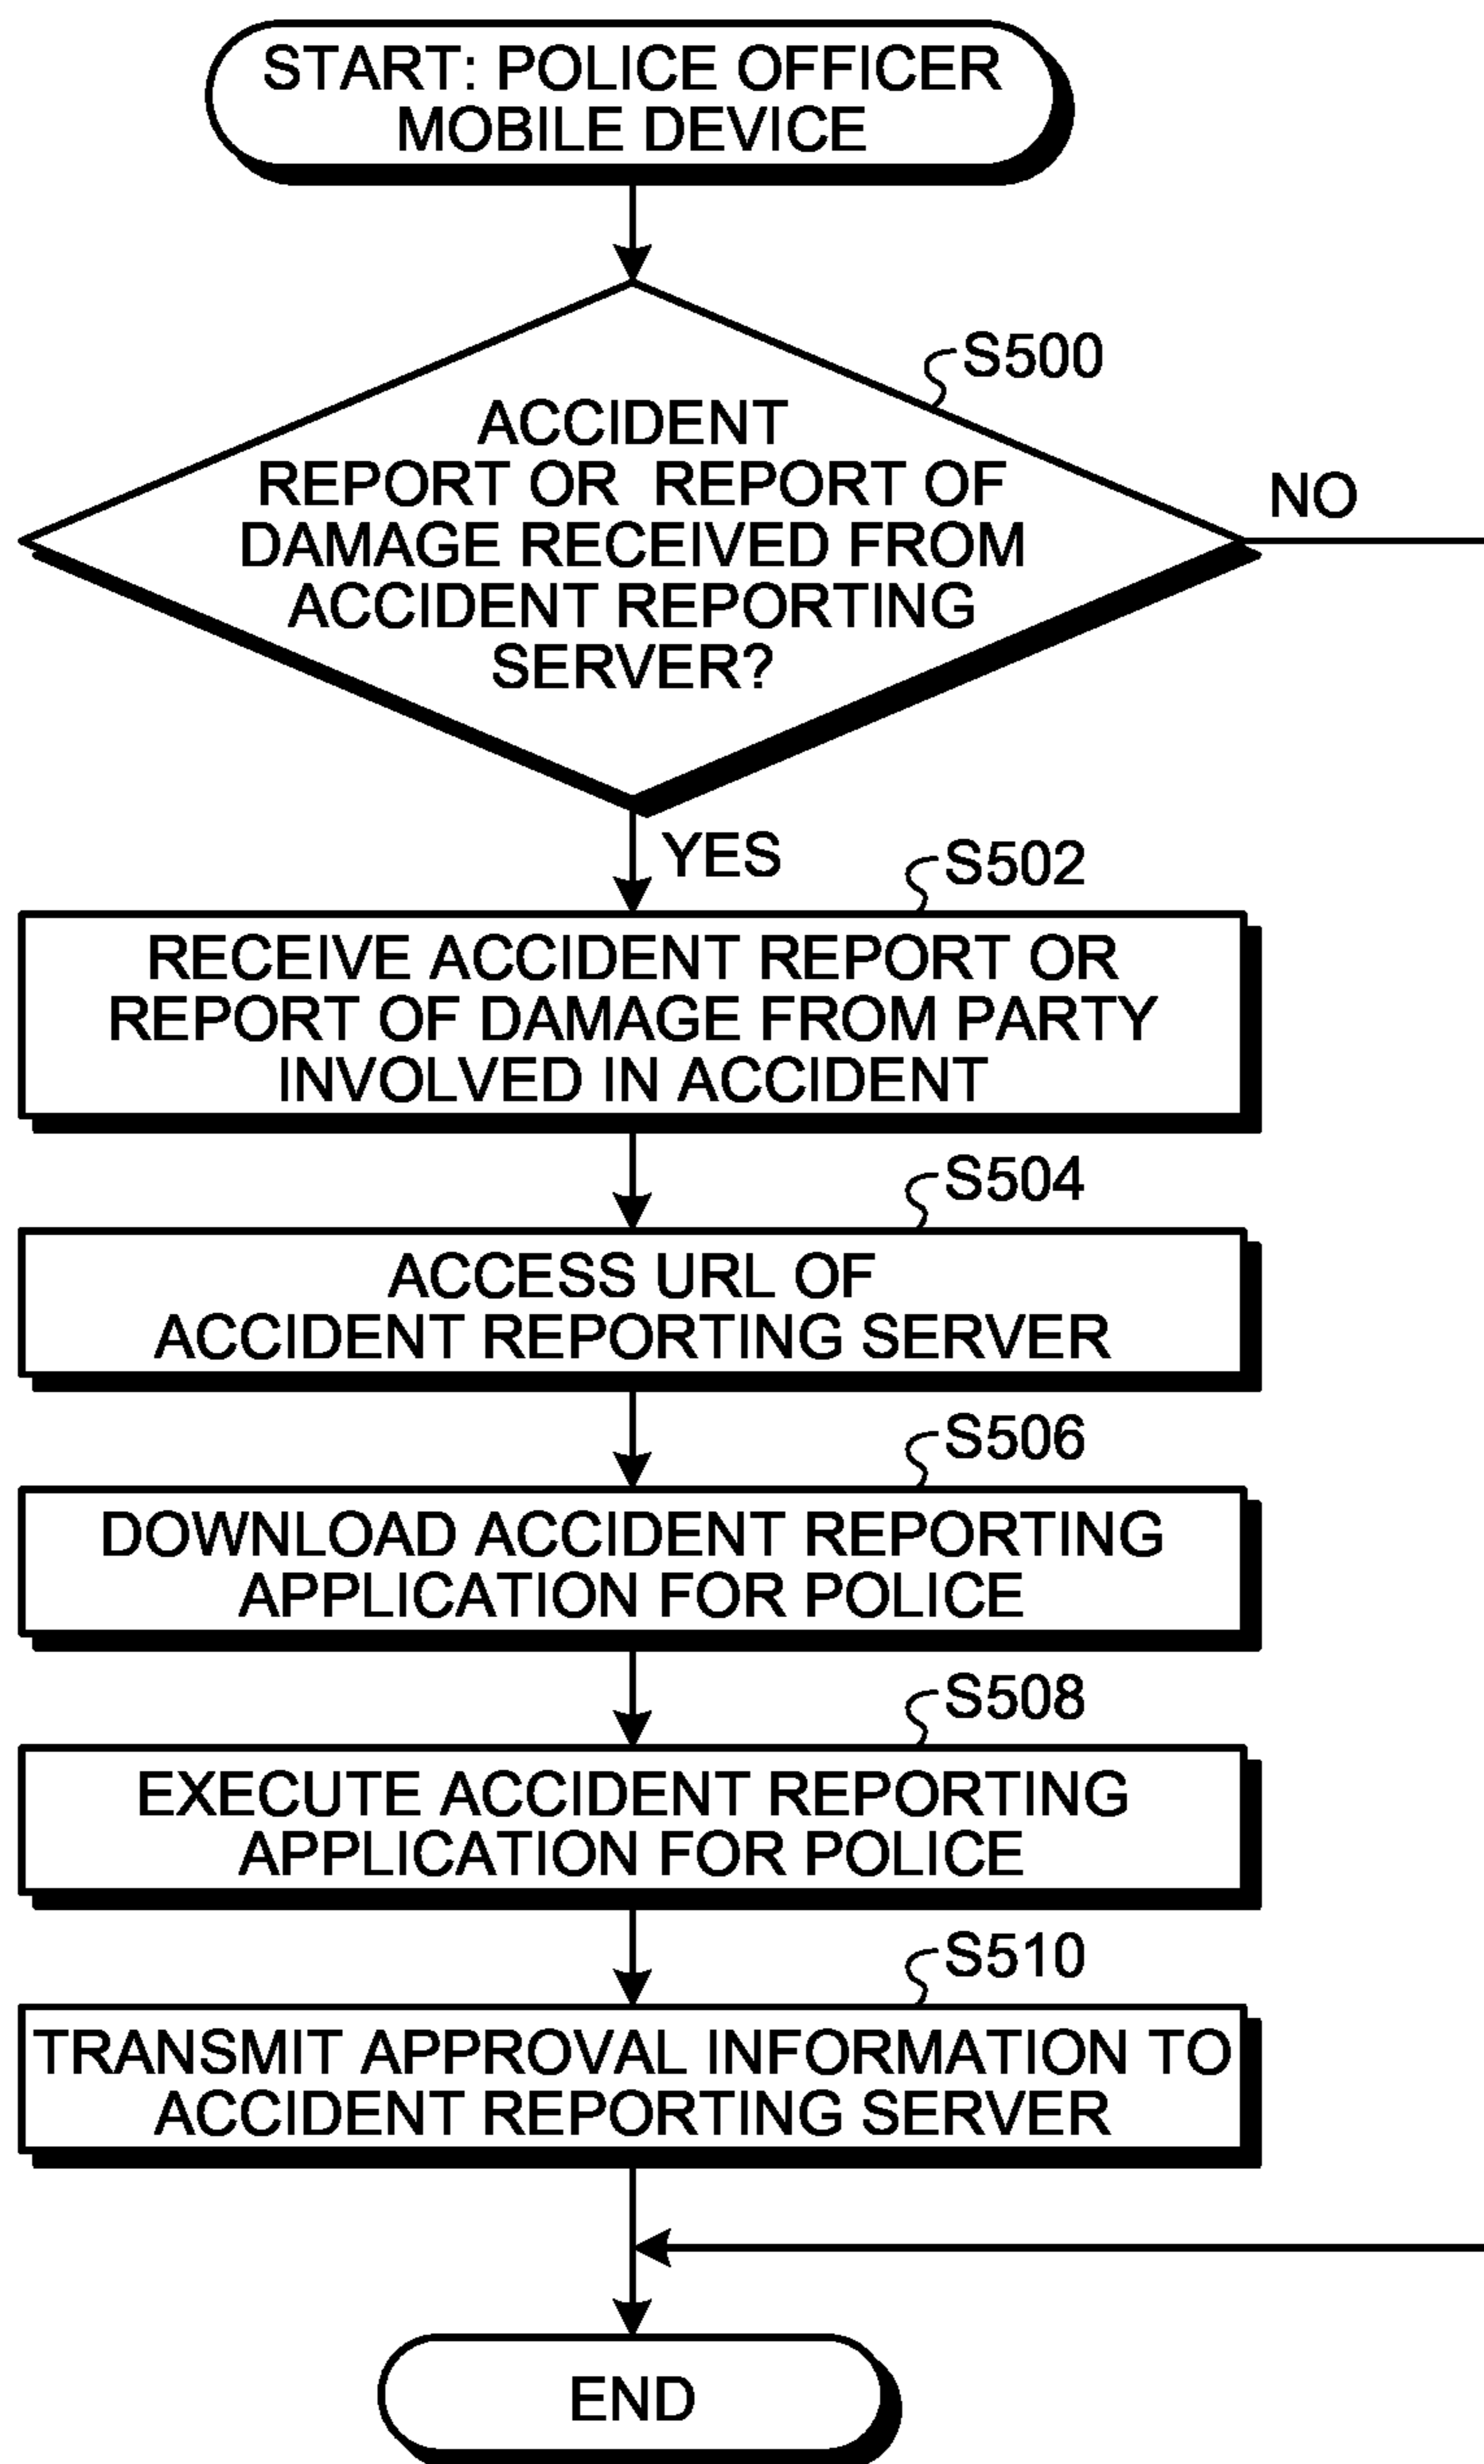 START: POLICE OFFICER
MOBILE DEVICE
S500
ACCIDENT
REPORT OR REPORT OF
DAMAGE RECEIVED FROM
ACCIDENT REPORTING
SERVER?
NO
YES
S502
RECEIVE ACCIDENT REPORT OR
REPORT OF DAMAGE FROM PARTY
INVOLVED IN ACCIDENT
S504
ACCESS URL OF
ACCIDENT REPORTING SERVER
S506
DOWNLOAD ACCIDENT REPORTING
APPLICATION FOR POLICE
S508
EXECUTE ACCIDENT REPORTING
APPLICATION FOR POLICE
S510
TRANSMIT APPROVAL INFORMATION TO
ACCIDENT REPORTING SERVER
END